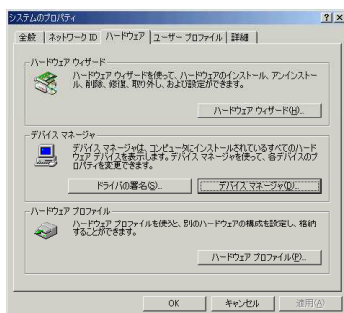 システムのプロパティ
全般 ネットワーク ID ハードウェア ユーザー プロファイル 詳細
ハードウェア ウィザード
ハードウェア ウィザードを使って、ハードウェアのインストール、アンインストー
ル、削除、修復、取り外し、および設定ができます。
ハードウェア ウィザード(H)...
デバイス マネージャ
デバイス マネージャは、コンピュータにインストールされているすべてのハード
ウェア デバイスを表示します。デバイス マネージャを使って、各デバイスのプ
ロパティを変更できます。
ドライバの署名(S)... デバイス マネージャ(D)...
ハードウェア プロファイル
ハードウェア プロファイルを使うと、別のハードウェアの構成を設定し、格納
することができます。
ハードウェア プロファイル(P)...
OK キャンセル 適用(A)